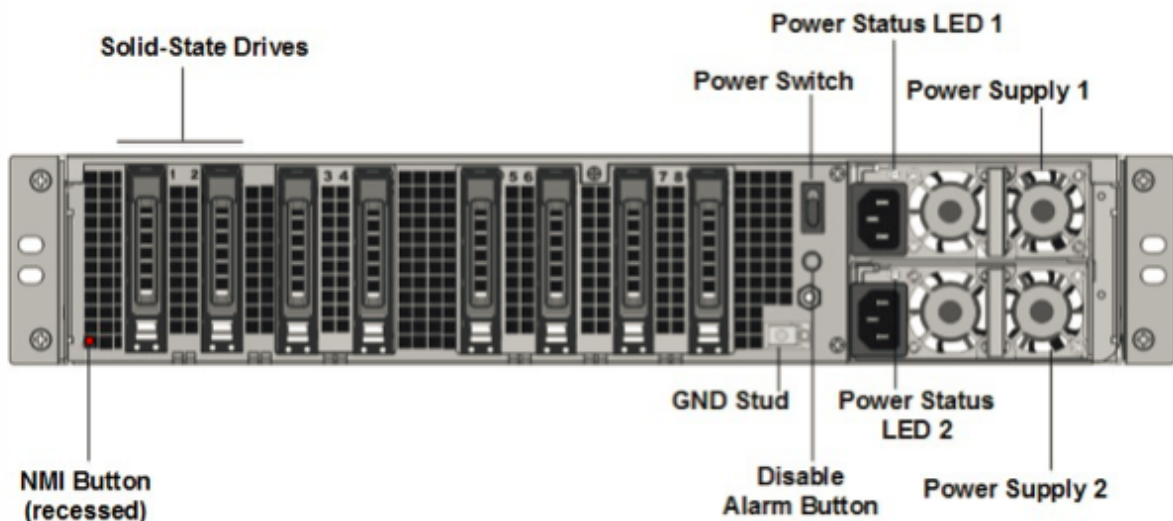 Power Status LED 1
Solid-State Drives
Power Switch
Power Supply 1
1 2
3 4
5 6
7 8
GND Stud
Power Status
LED 2
NMI Button
(recessed)
Disable
Alarm Button
Power Supply 2